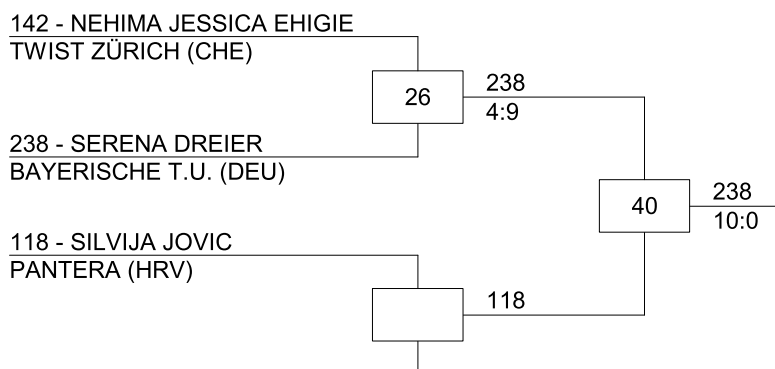 142 - NEHIMA JESSICA EHIGIE
TWIST ZÜRICH (CHE)
26
238
4:9
238 - SERENA DREIER
BAYERISCHE T.U. (DEU)
40
238
10:0
118 - SILVIJA JOVIC
PANTERA (HRV)
118